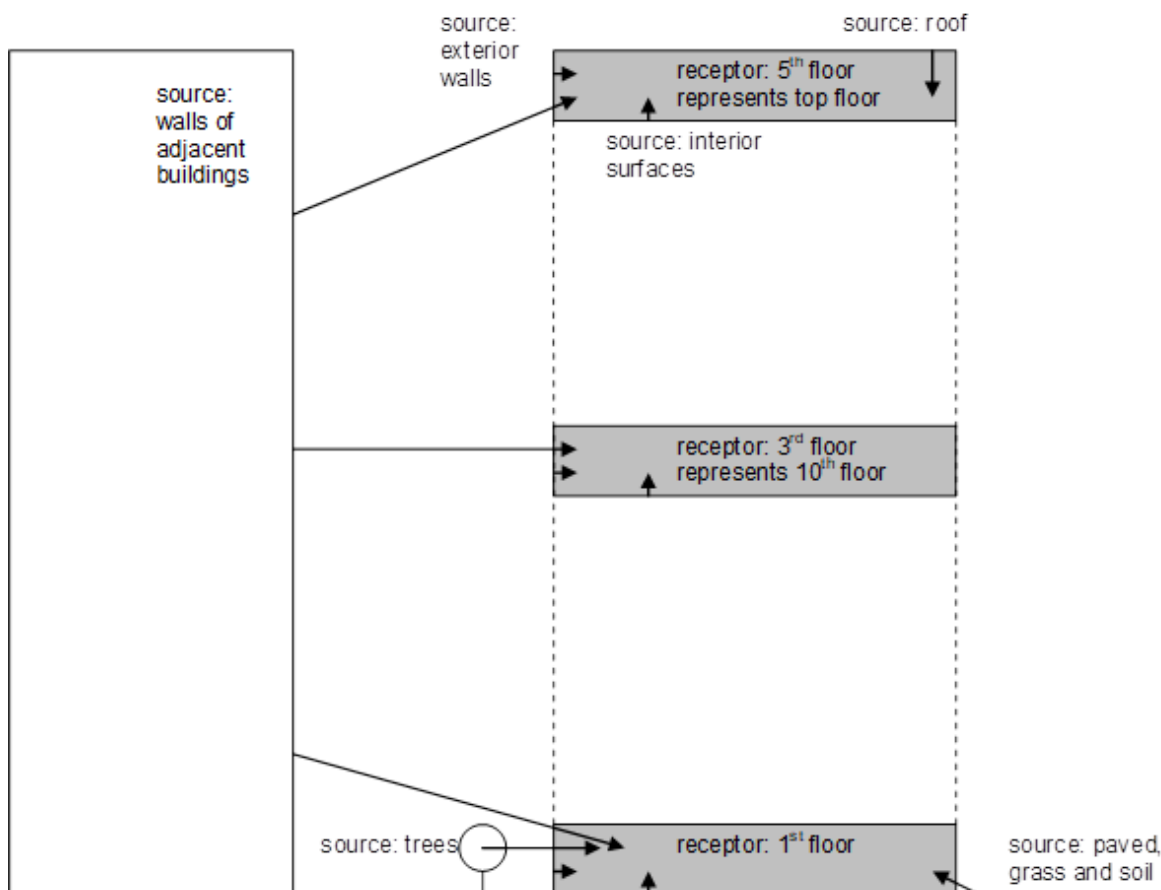 source:
exterior
walls
source: roof
source:
walls of
adjacent
buildings
receptor: 5th floor
represents top floor
source: interior
surfaces
receptor: 3rd floor
represents 10th floor
source: trees
receptor: 1st floor
source: paved,
grass and soil